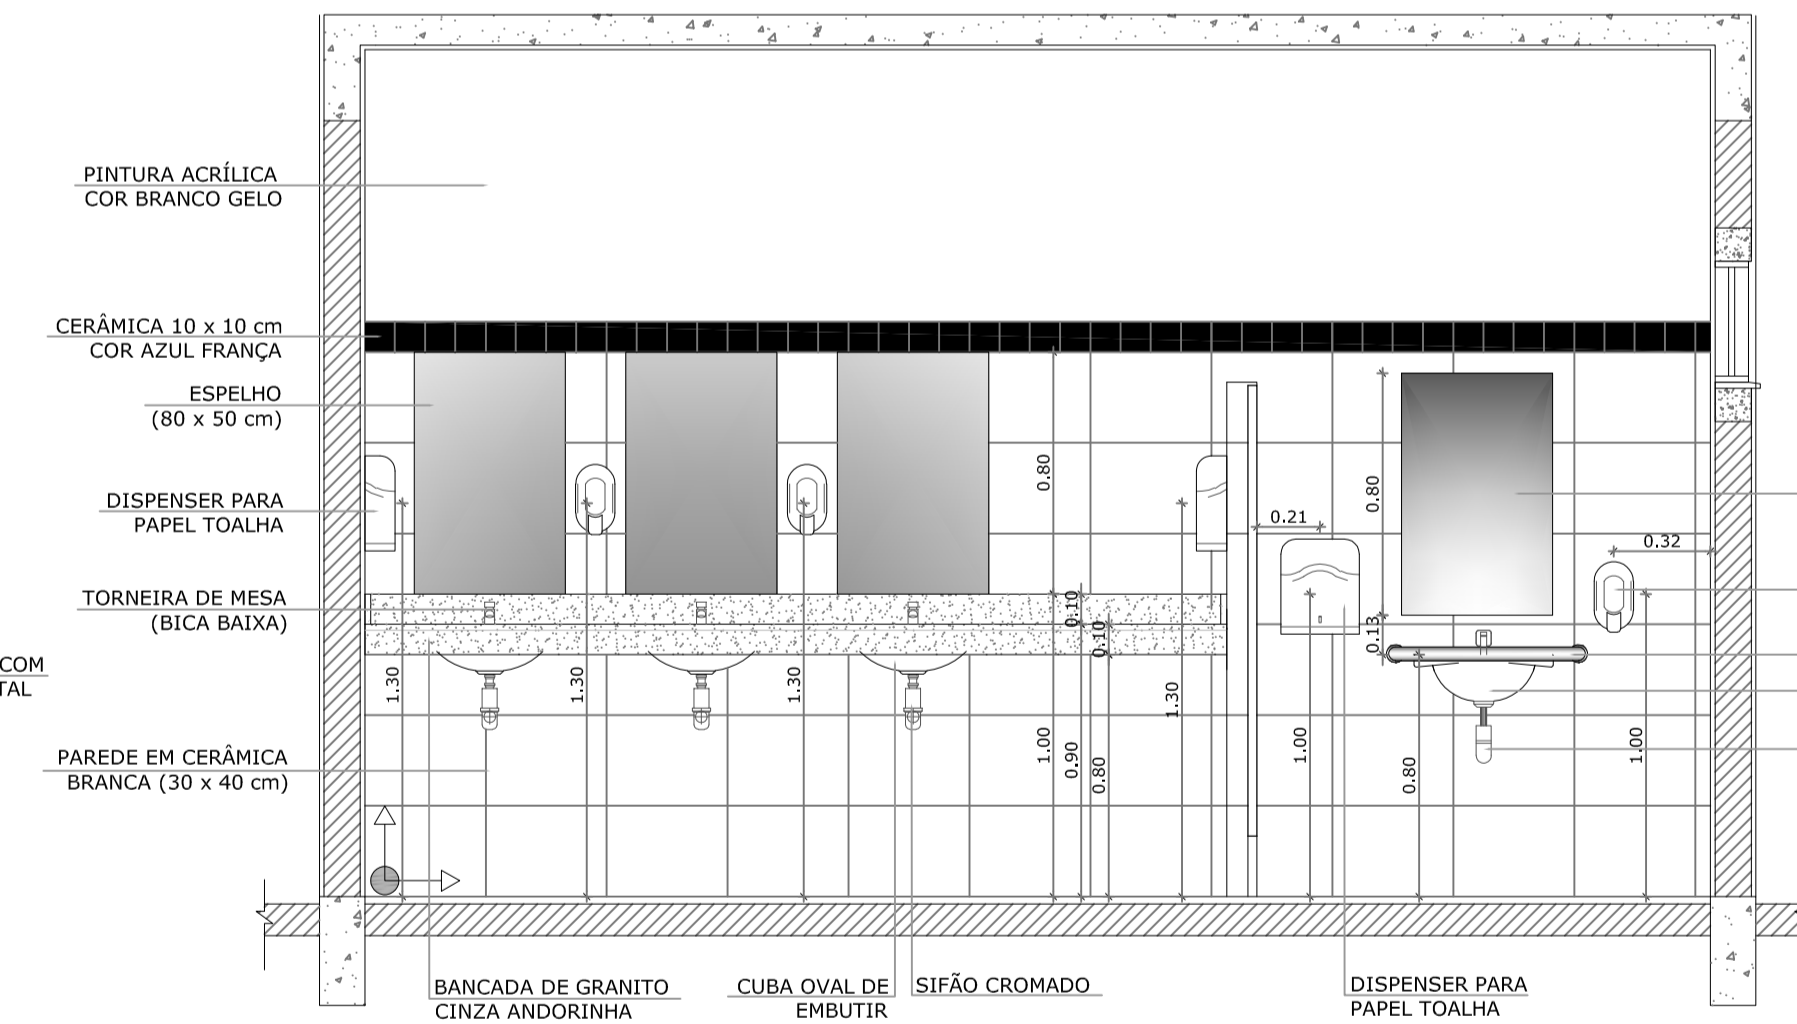 PINTURA ACRÍLICA
COR BRANCO GELO
CERÂMICA 10 x 10 cm
COR AZUL FRANÇA
ESPELHO
(80 x 50 cm)
DISPENSER PARA
PAPEL TOALHA
TORNEIRA DE MESA
(BICA BAIXA)
COM
TAL
PAREDE EM CERÂMICA
BRANCA (30 x 40 cm)
1.30
1.30
1.30
0.80
0.10
0.10
1.00
0.90
0.80
1.30
0.21
0.80
0.13
0.32
1.00
0.80
1.00
BANCADA DE GRANITO
CINZA ANDORINHA
CUBA OVAL DE
EMBUTIR
SIFÃO CROMADO
DISPENSER PARA
PAPEL TOALHA